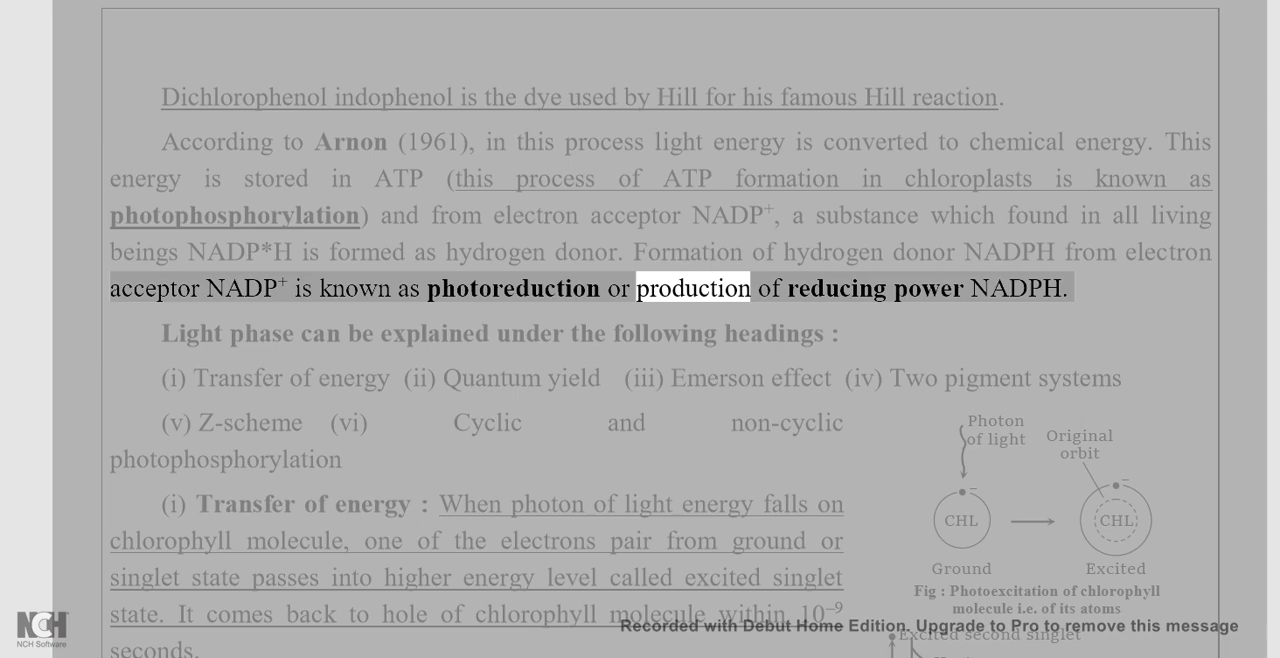 Dichlorophenol indophenol is the dye used by Hill for his famous Hill reaction.
According to Arnon (1961), in this process light energy is converted to chemical energy. This
energy is stored in ATP (this process of ATP formation in chloroplasts is known as
photophosphorylation) and from electron acceptor NADP⁺, a substance which found in all living
beings NADP*H is formed as hydrogen donor. Formation of hydrogen donor NADPH from electron
acceptor NADP⁺ is known as photoreduction or production of reducing power NADPH.
Light phase can be explained under the following headings :
(i) Transfer of energy (ii) Quantum yield (iii) Emerson effect (iv) Two pigment systems
(v) Z-scheme (vi) Cyclic and non-cyclic
photophosphorylation
(i) Transfer of energy : When photon of light energy falls on
chlorophyll molecule, one of the electrons pair from ground or
singlet state passes into higher energy level called excited singlet
state. It comes back to hole of chlorophyll molecule within 10⁻⁹
seconds.
Photon
of light
Original
orbit
CHL
CHL
Ground
Excited
Fig : Photoexcitation of chlorophyll
molecule i.e. of its atoms
Excited second singlet
NCH
NCH Software
Recorded with Debut Home Edition. Upgrade to Pro to remove this message